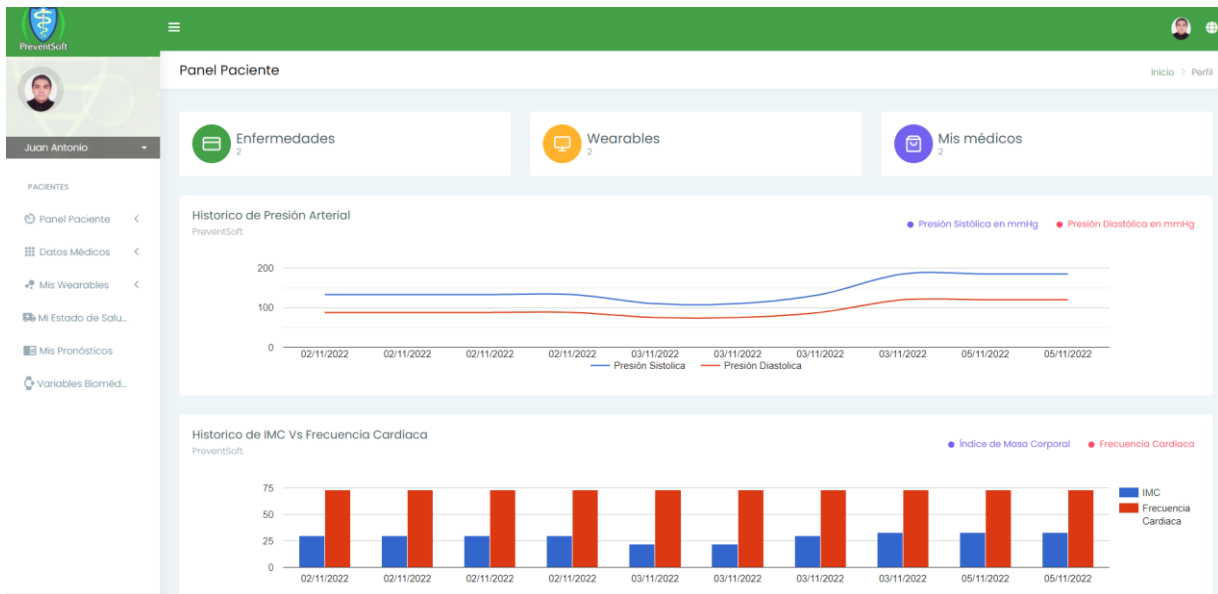 PreventSoft
Panel Paciente
Inicio > Perfil
Juan Antonio
PACIENTES
Panel Paciente
Datos Médicos
Mis Wearables
Mi Estado de Salu...
Mis Pronósticos
Variables Bioméd...
Enfermedades
2
Wearables
2
Mis médicos
2
Historico de Presión Arterial
PreventSoft
Presión Sistólica en mmHg
Presión Diastólica en mmHg
200
100
0
02/11/2022 02/11/2022 02/11/2022 02/11/2022 03/11/2022 03/11/2022 03/11/2022 03/11/2022 05/11/2022 05/11/2022
Presión Sistolica Presión Diastolica
Historico de IMC Vs Frecuencia Cardiaca
PreventSoft.
Índice de Masa Corporal
Frecuencia Cardiaca
75
50
25
0
IMC
Frecuencia
Cardiaca
02/11/2022 02/11/2022 02/11/2022 02/11/2022 03/11/2022 03/11/2022 03/11/2022 03/11/2022 05/11/2022 05/11/2022